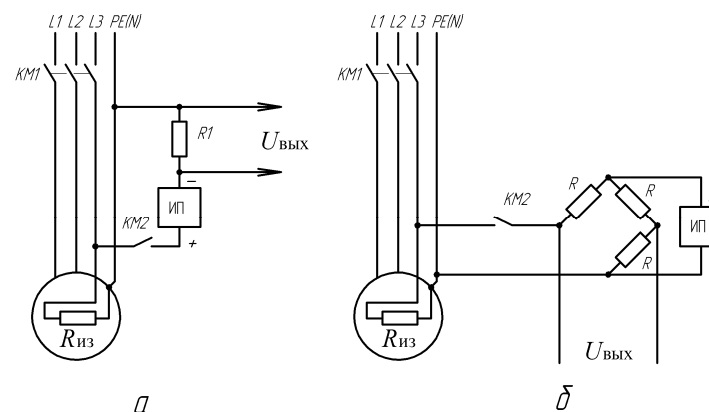 L1 L2 L3 PE(N)
KM1
R1
Uвых
−
ИП
KM2
+
Rиз
а
L1 L2 L3 PE(N)
KM1
KM2
R
R
ИП
R
Rиз
Uвых
б